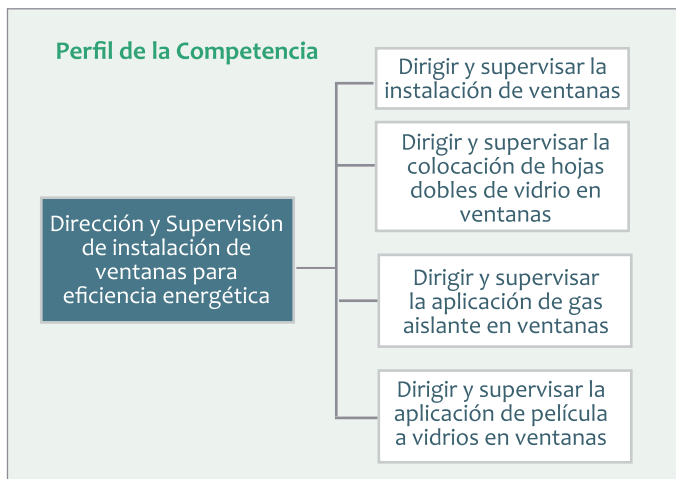 Perfil de la Competencia
Dirección y Supervisión
de instalación de
ventanas para
eficiencia energética
Dirigir y supervisar la
instalación de ventanas
Dirigir y supervisar la
colocación de hojas
dobles de vidrio en
ventanas
Dirigir y supervisar
la aplicación de gas
aislante en ventanas
Dirigir y supervisar la
aplicación de película
a vidrios en ventanas